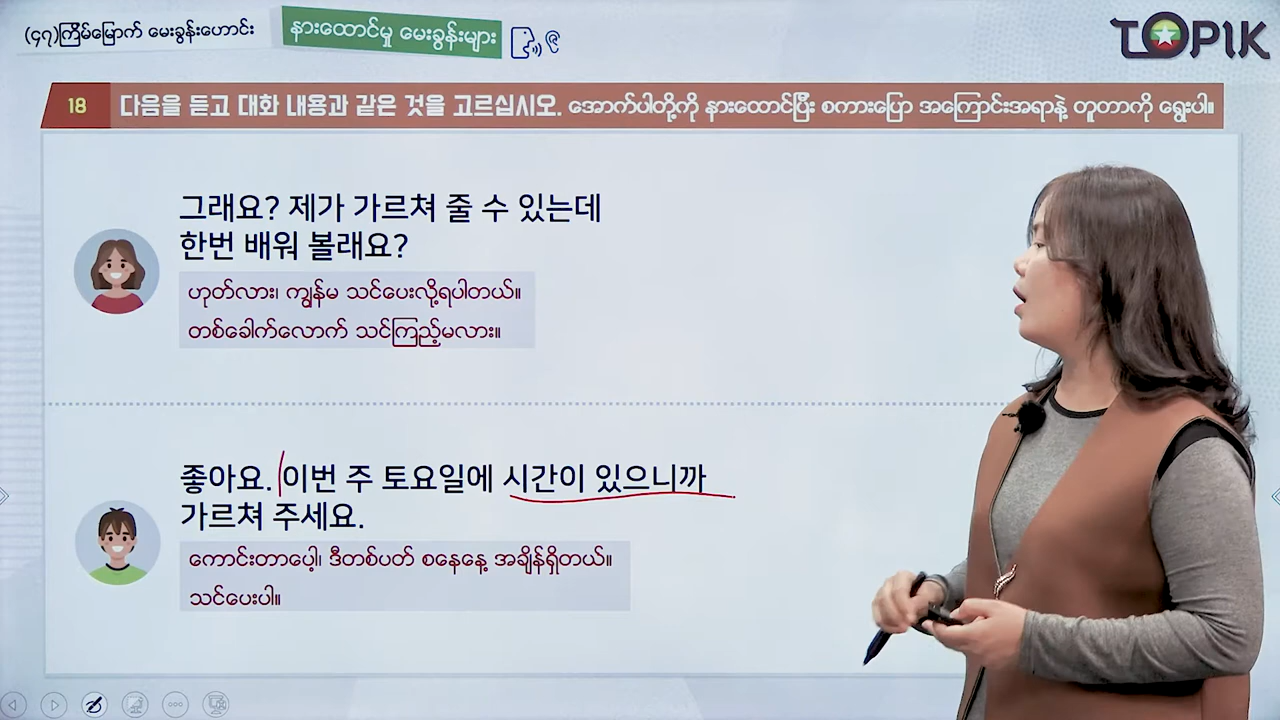 (၄၇)ကြိမ်မြောက် မေးခွန်းဟောင်း
နားထောင်မှု မေးခွန်းများ
TOPIK
18 다음을 듣고 대화 내용과 같은 것을 고르십시오. အောက်ပါတို့ကို နားထောင်ပြီး စကားပြော အကြောင်းအရာနဲ့ တူတာကို ရွေးပါ။
그래요? 제가 가르쳐 줄 수 있는데
한번 배워 볼래요?
ဟုတ်လား၊ ကျွန်မ သင်ပေးလို့ရပါတယ်။
တစ်ခေါက်လောက် သင်ကြည့်မလား။
좋아요. 이번 주 토요일에 시간이 있으니까
가르쳐 주세요.
ကောင်းတာပေါ့၊ ဒီတစ်ပတ် စနေနေ့ အချိန်ရှိတယ်။
သင်ပေးပါ။